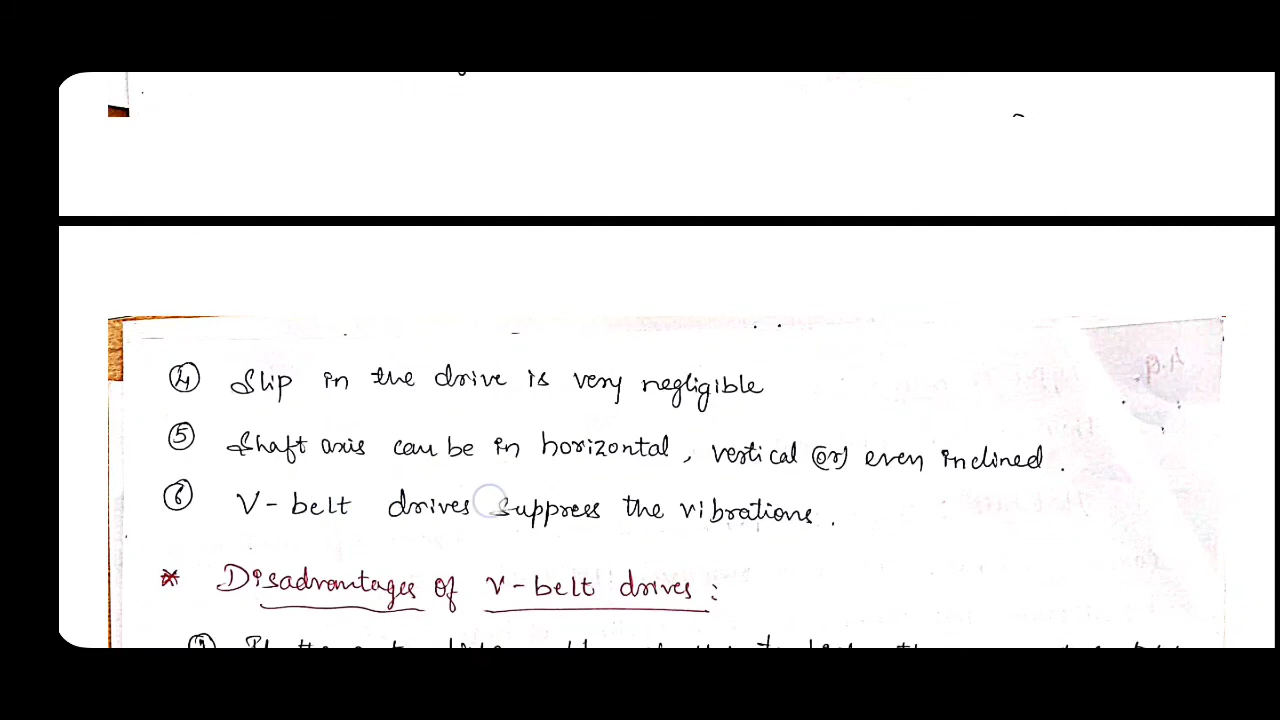 ④ Slip in the drive is very negligible
⑤ Shaft axis can be in horizontal, vertical (or) even inclined.
⑥ V-belt drives suppress the vibrations.
* Disadvantages of V-belt drives: